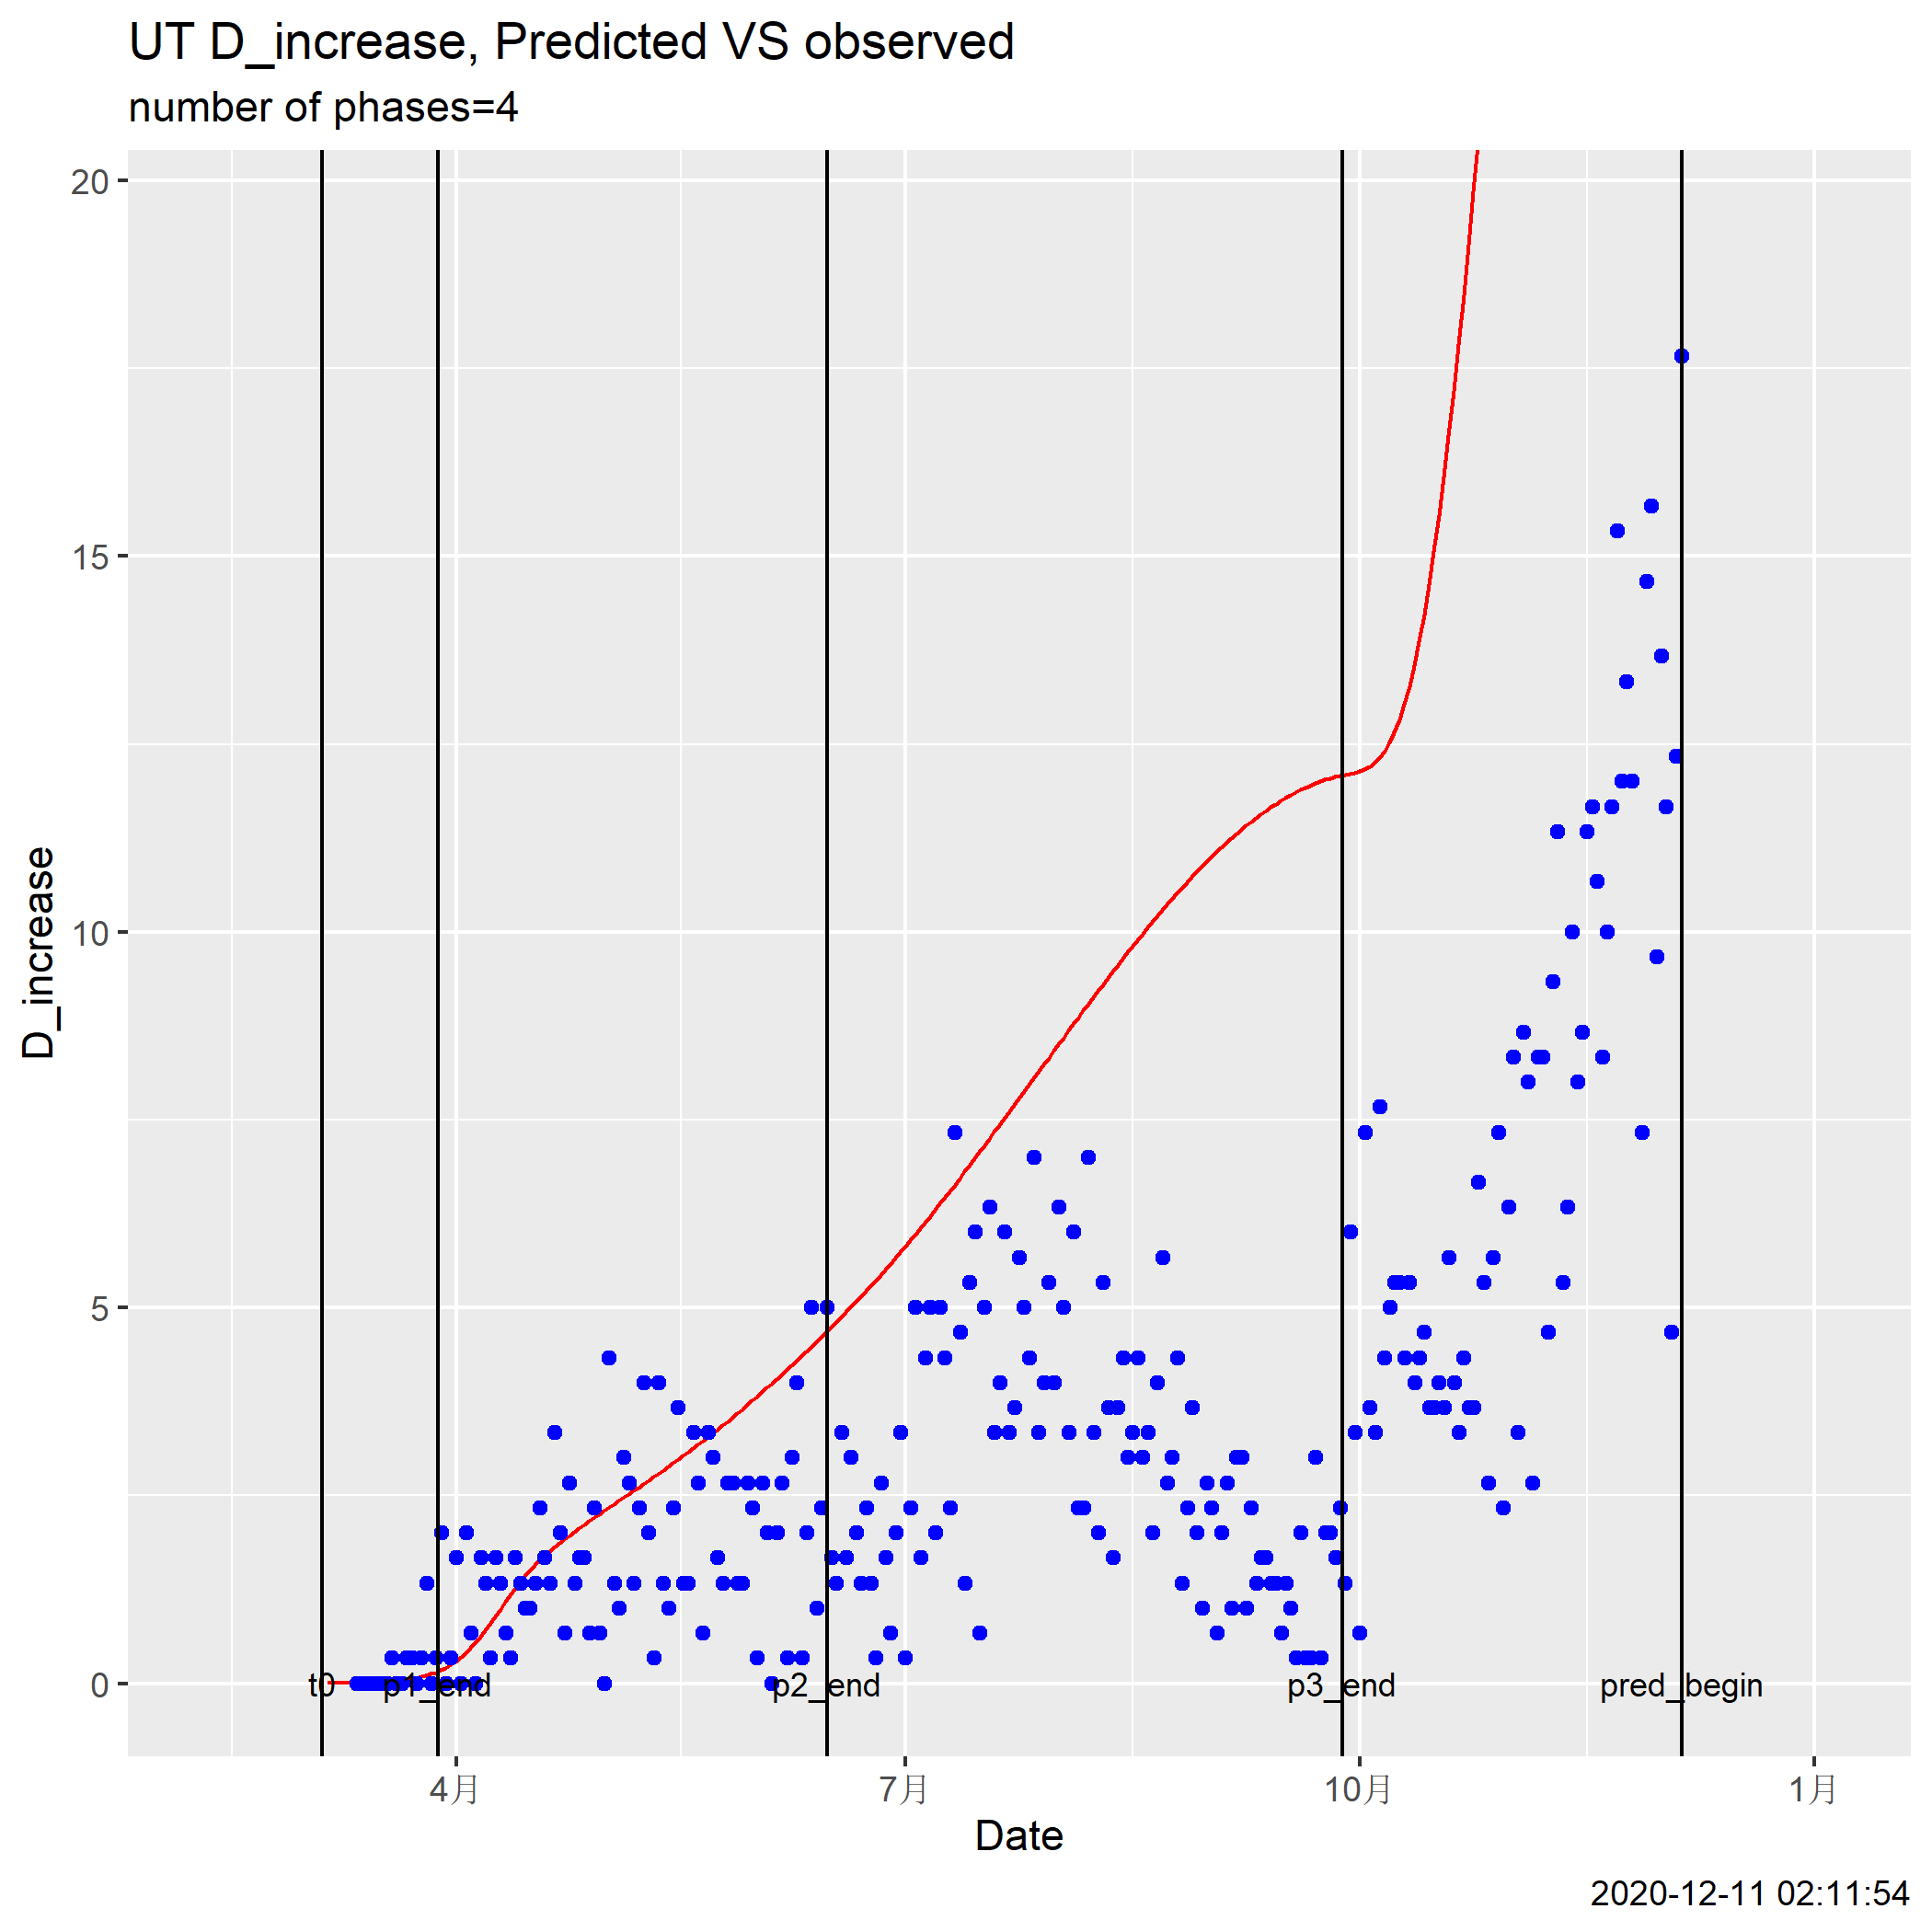 UT D_increase, Predicted VS observed
number of phases=4
20
15
10
5
0
D_increase
t0
p1_end
p2_end
p3_end
pred_begin
4月
7月
10月
1月
Date
2020-12-11 02:11:54